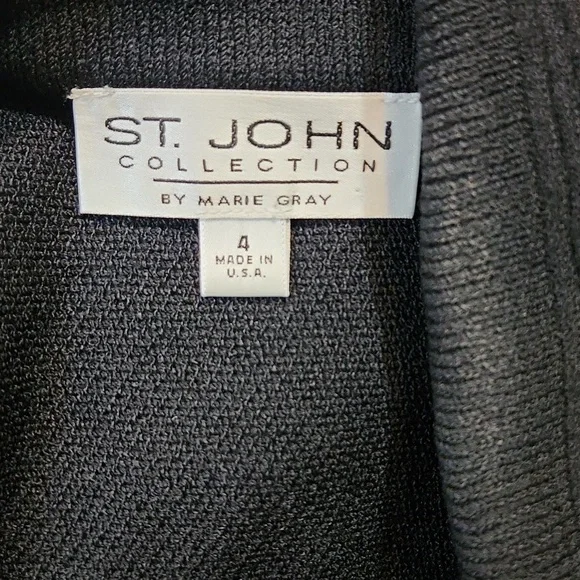 ST. JOHN
COLLECTION
BY MARIE GRAY
4
MADE IN
U.S.A.